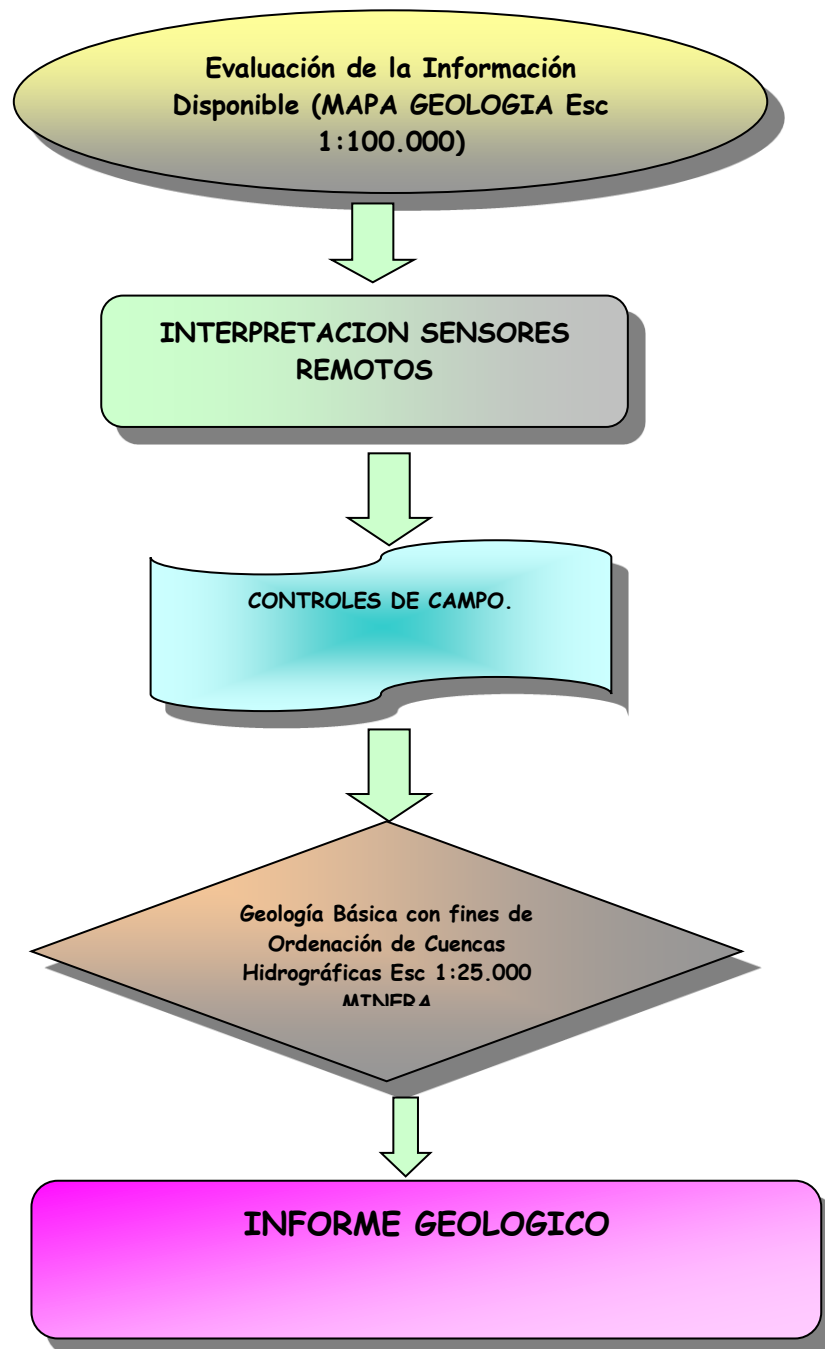 Evaluación de la Información
Disponible (MAPA GEOLOGIA Esc
1:100.000)
INTERPRETACION SENSORES
REMOTOS
CONTROLES DE CAMPO.
Geología Básica con fines de
Ordenación de Cuencas
Hidrográficas Esc 1:25.000
MINERA
INFORME GEOLOGICO